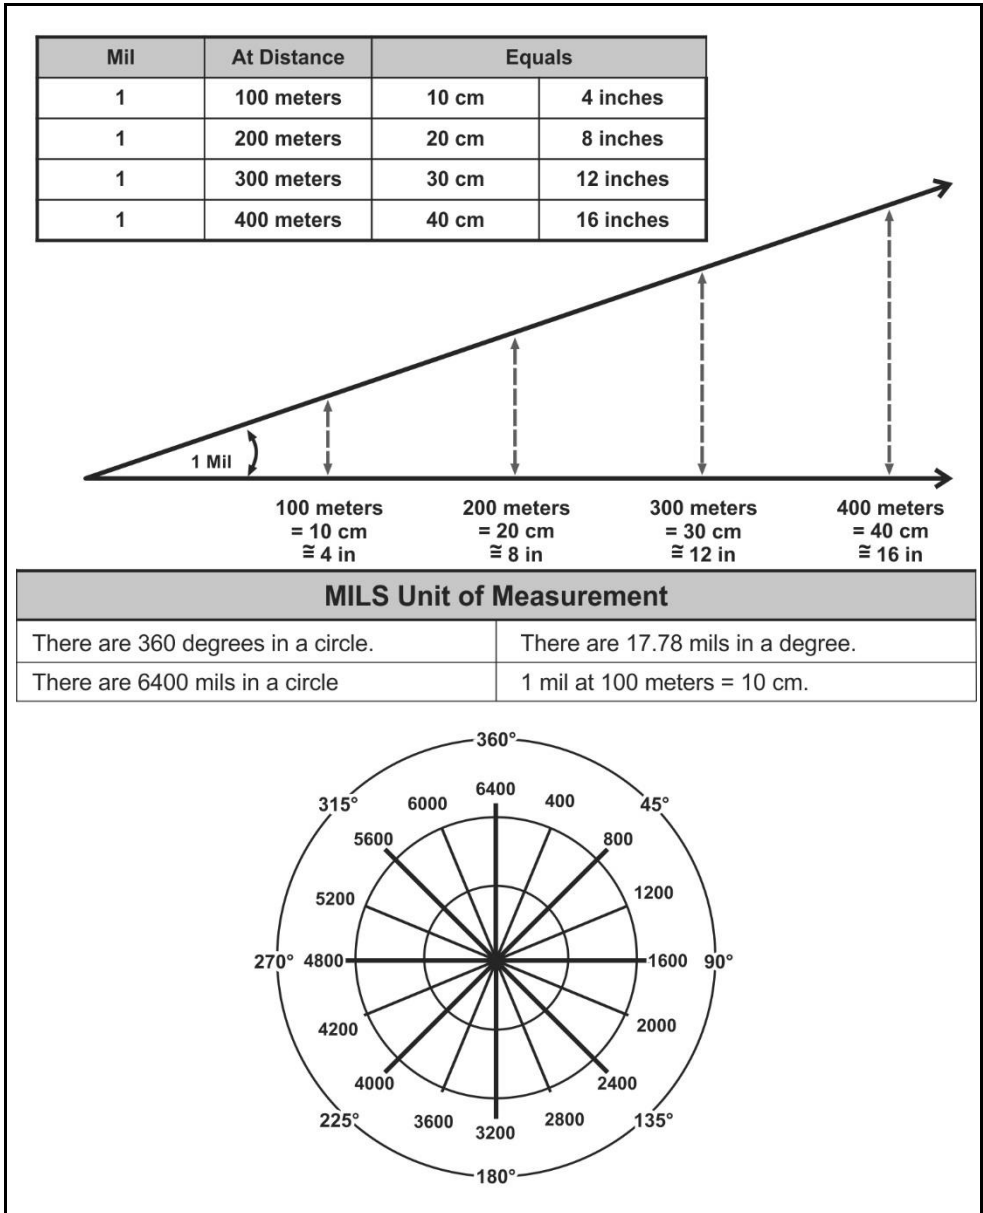 Mil At Distance Equals
1 100 meters 10 cm 4 inches
1 200 meters 20 cm 8 inches
1 300 meters 30 cm 12 inches
1 400 meters 40 cm 16 inches
1 Mil
100 meters
= 10 cm
≅ 4 in
200 meters
= 20 cm
≅ 8 in
300 meters
= 30 cm
≅ 12 in
400 meters
= 40 cm
≅ 16 in
MILS Unit of Measurement
There are 360 degrees in a circle. There are 17.78 mils in a degree.
There are 6400 mils in a circle 1 mil at 100 meters = 10 cm.
360°
6400
315° 6000 400 45°
5600 800
5200 1200
270° 4800 1600 90°
4200 2000
4000 2400
225° 3600 2800 135°
3200
180°